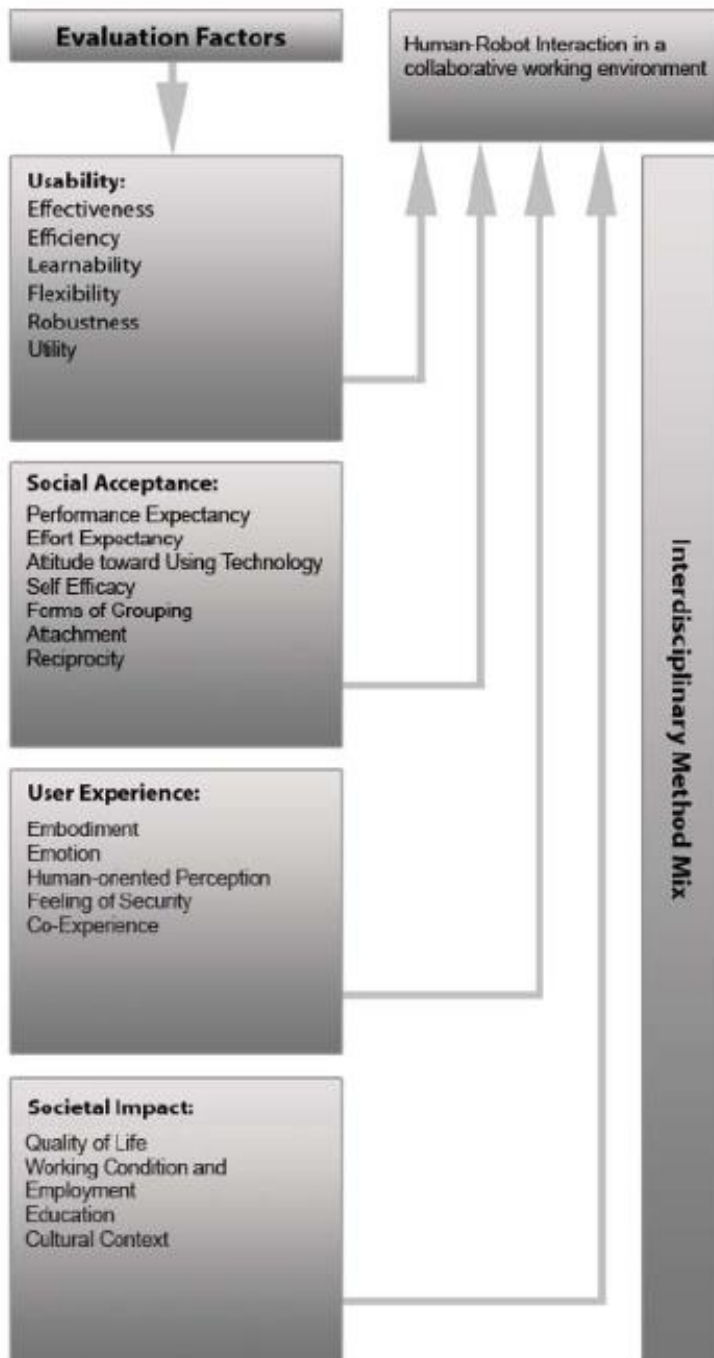 Evaluation Factors
Human-Robot Interaction in a
collaborative working environment
Usability:
Effectiveness
Efficiency
Learnability
Flexibility
Robustness
Utility
Social Acceptance:
Performance Expectancy
Effort Expectancy
Attitude toward Using Technology
Self Efficacy
Forms of Grouping
Attachment
Reciprocity
User Experience:
Embodiment
Emotion
Human-oriented Perception
Feeling of Security
Co-Experience
Societal Impact:
Quality of Life
Working Condition and
Employment
Education
Cultural Context
Interdisciplinary Method Mix